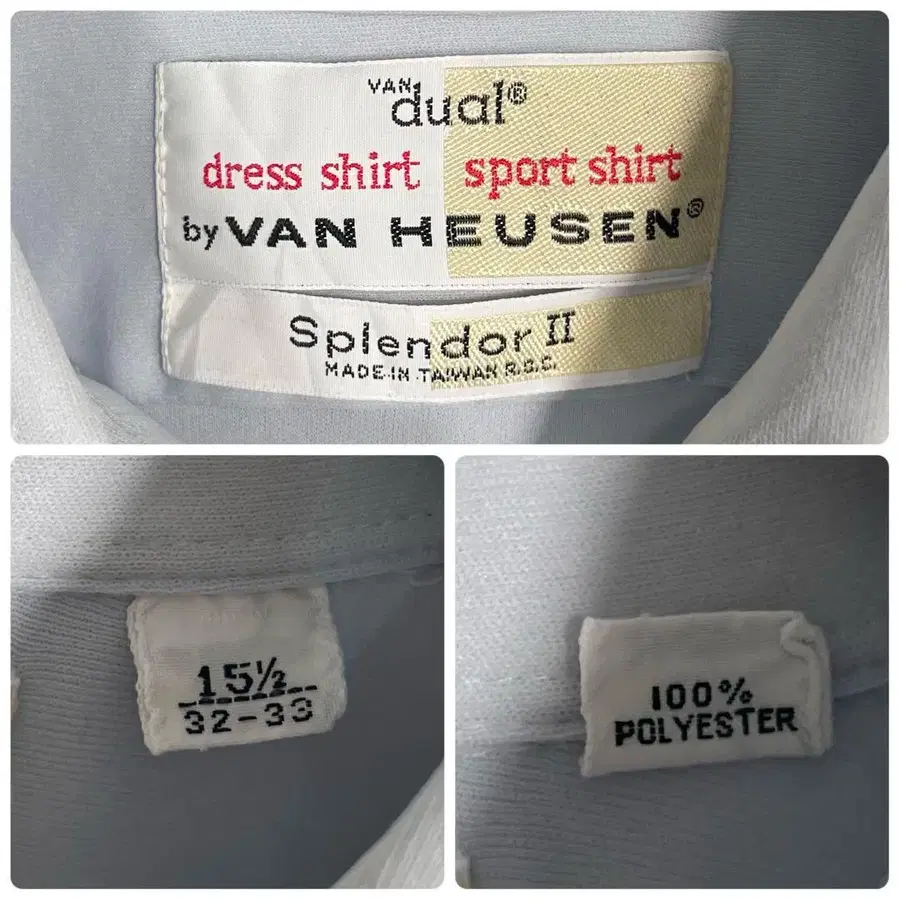 VAN
dual®
dress shirt sport shirt
by VAN HEUSEN®
Splendor II
MADE IN TAIWAN R.O.C.
15½
32-33
100%
POLYESTER